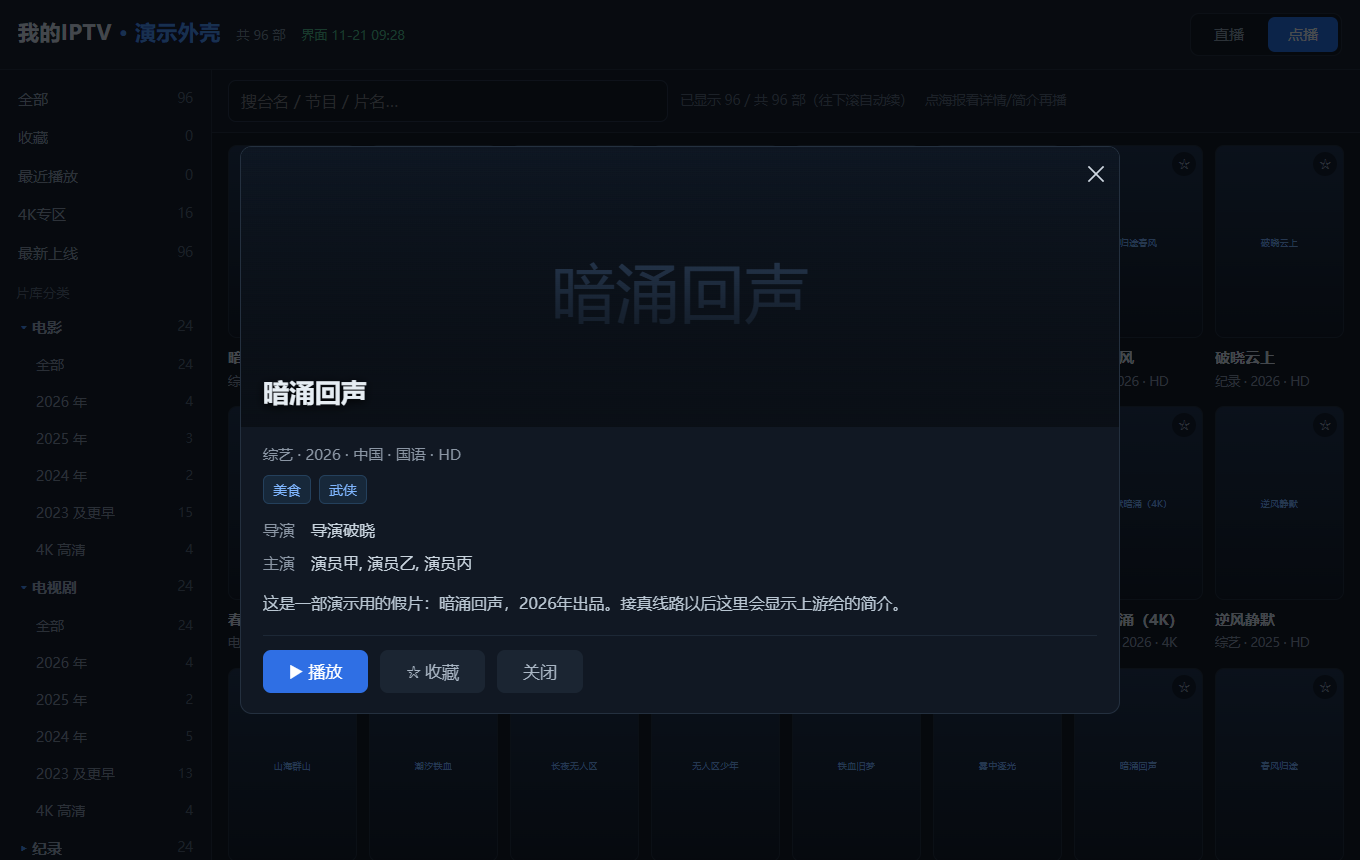 我的IPTV • 演示外壳 共 96 部 界面 11-21 09:28 直播 点播
搜台名 / 节目 / 片名...
已显示 96 / 共 96 部（往下滚自动续） 点海报看详情/简介再播
全部 96
收藏 0
最近播放 0
4K专区 16
最新上线 96
片库分类
电影 24
全部 24
2026 年 4
2025 年 3
2024 年 2
2023 及更早 15
4K 高清 4
电视剧 24
全部 24
2026 年 4
2025 年 2
2024 年 5
2023 及更早 13
4K 高清 4
纪录 24
暗涌回声
暗涌回声
综艺 · 2026 · 中国 · 国语 · HD
美食 武侠
导演 导演破晓
主演 演员甲, 演员乙, 演员丙
这是一部演示用的假片：暗涌回声，2026年出品。接真线路以后这里会显示上游给的简介。
▶ 播放 ☆ 收藏 关闭
归途春风 破晓云上
风 破晓云上
026 · HD 纪录 · 2026 · HD
暗涌（4K） 逆风静默
涌（4K） 逆风静默
2026 · 4K 综艺 · 2025 · HD
山海群山 潮汐铁血 长夜无人区 无人区少年 铁血旧梦 雾中逐光 暗涌回声 春风归途